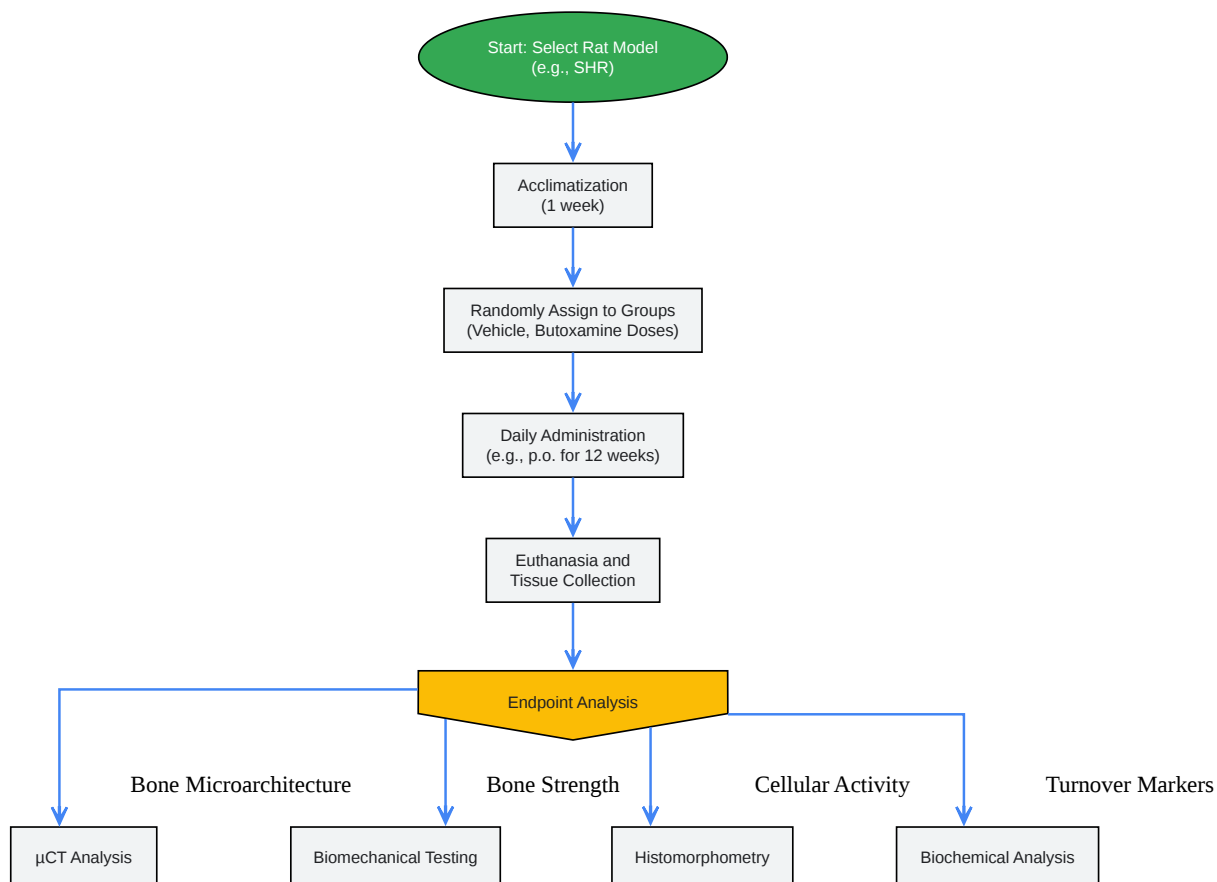 Start: Select Rat Model
(e.g., SHR)
Acclimatization
(1 week)
Randomly Assign to Groups
(Vehicle, Butoxamine Doses)
Daily Administration
(e.g., p.o. for 12 weeks)
Euthanasia and
Tissue Collection
Endpoint Analysis
Bone Microarchitecture
Bone Strength
Cellular Activity
Turnover Markers
µCT Analysis
Biomechanical Testing
Histomorphometry
Biochemical Analysis